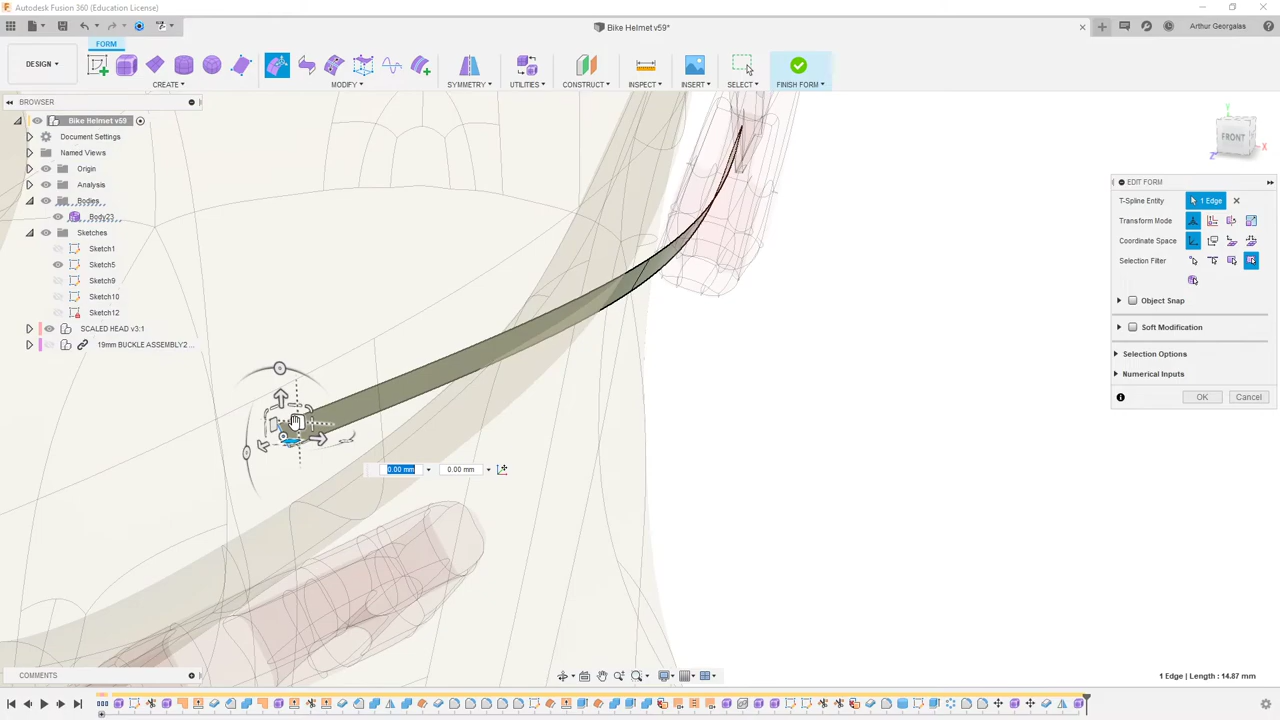 Autodesk Fusion 360 (Education License)
Bike Helmet v59*
Arthur Georgalas
FORM
DESIGN
CREATE
MODIFY
SYMMETRY
UTILITIES
CONSTRUCT
INSPECT
INSERT
SELECT
FINISH FORM
BROWSER
Bike Helmet v59
Document Settings
Named Views
Origin
Analysis
Bodies
Body23
Sketches
Sketch1
Sketch5
Sketch9
Sketch10
Sketch12
SCALED HEAD v3:1
19mm BUCKLE ASSEMBLY2 ...
Y
FRONT
X
Z
EDIT FORM
T-Spline Entity
1 Edge
Transform Mode
Coordinate Space
Selection Filter
Object Snap
Soft Modification
Selection Options
Numerical Inputs
OK
Cancel
0.00 mm
0.00 mm
COMMENTS
1 Edge | Length : 14.87 mm